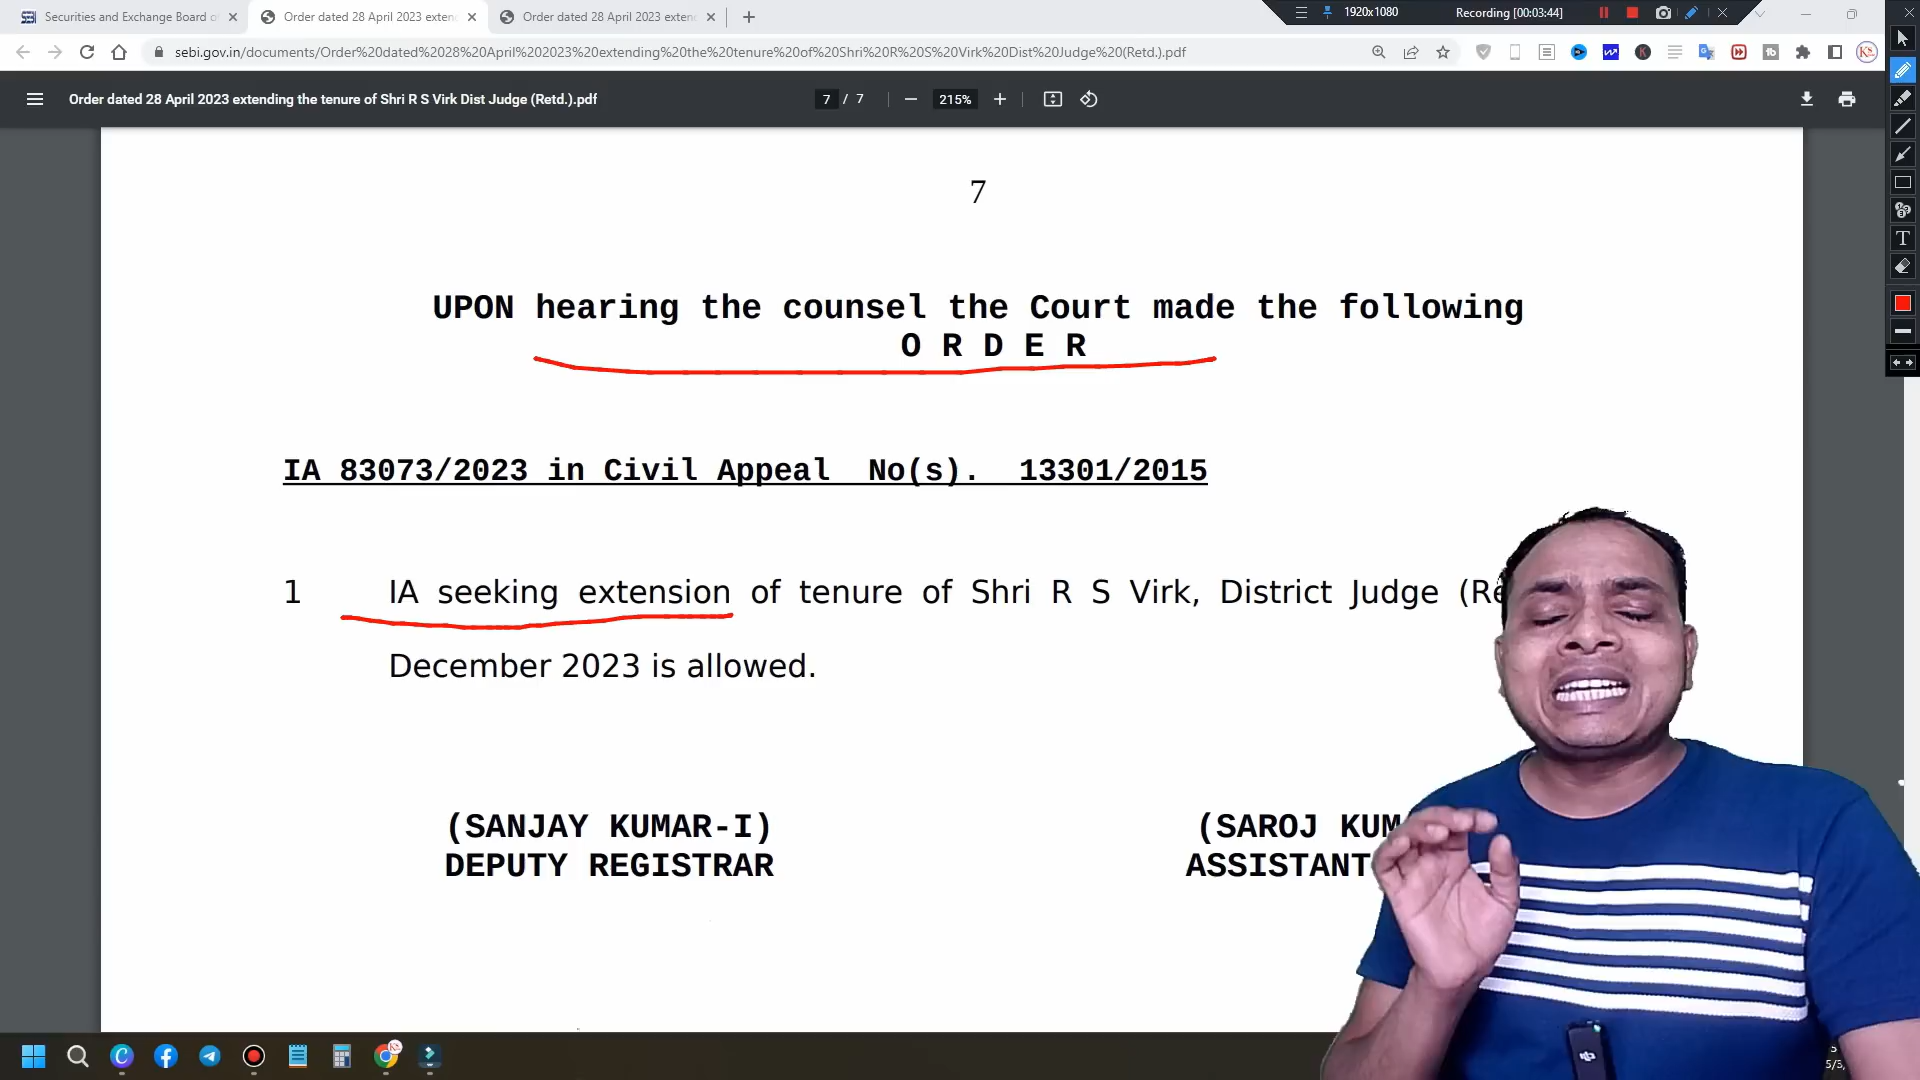 Securities and Exchange Board o
Order dated 28 April 2023 exten
Order dated 28 April 2023 exten
1920x1080
Recording [00:03:44]
sebi.gov.in/documents/Order%20dated%2028%20April%202023%20extending%20the%20tenure%20of%20Shri%20R%20S%20Virk%20Dist%20Judge%20(Retd.).pdf
Order dated 28 April 2023 extending the tenure of Shri R S Virk Dist Judge (Retd.).pdf
7 / 7
215%
7
UPON hearing the counsel the Court made the following
O R D E R
IA 83073/2023 in Civil Appeal No(s). 13301/2015
1 IA seeking extension of tenure of Shri R S Virk, District Judge (Re
December 2023 is allowed.
(SANJAY KUMAR-I)
(SAROJ KUM
DEPUTY REGISTRAR
ASSISTANT